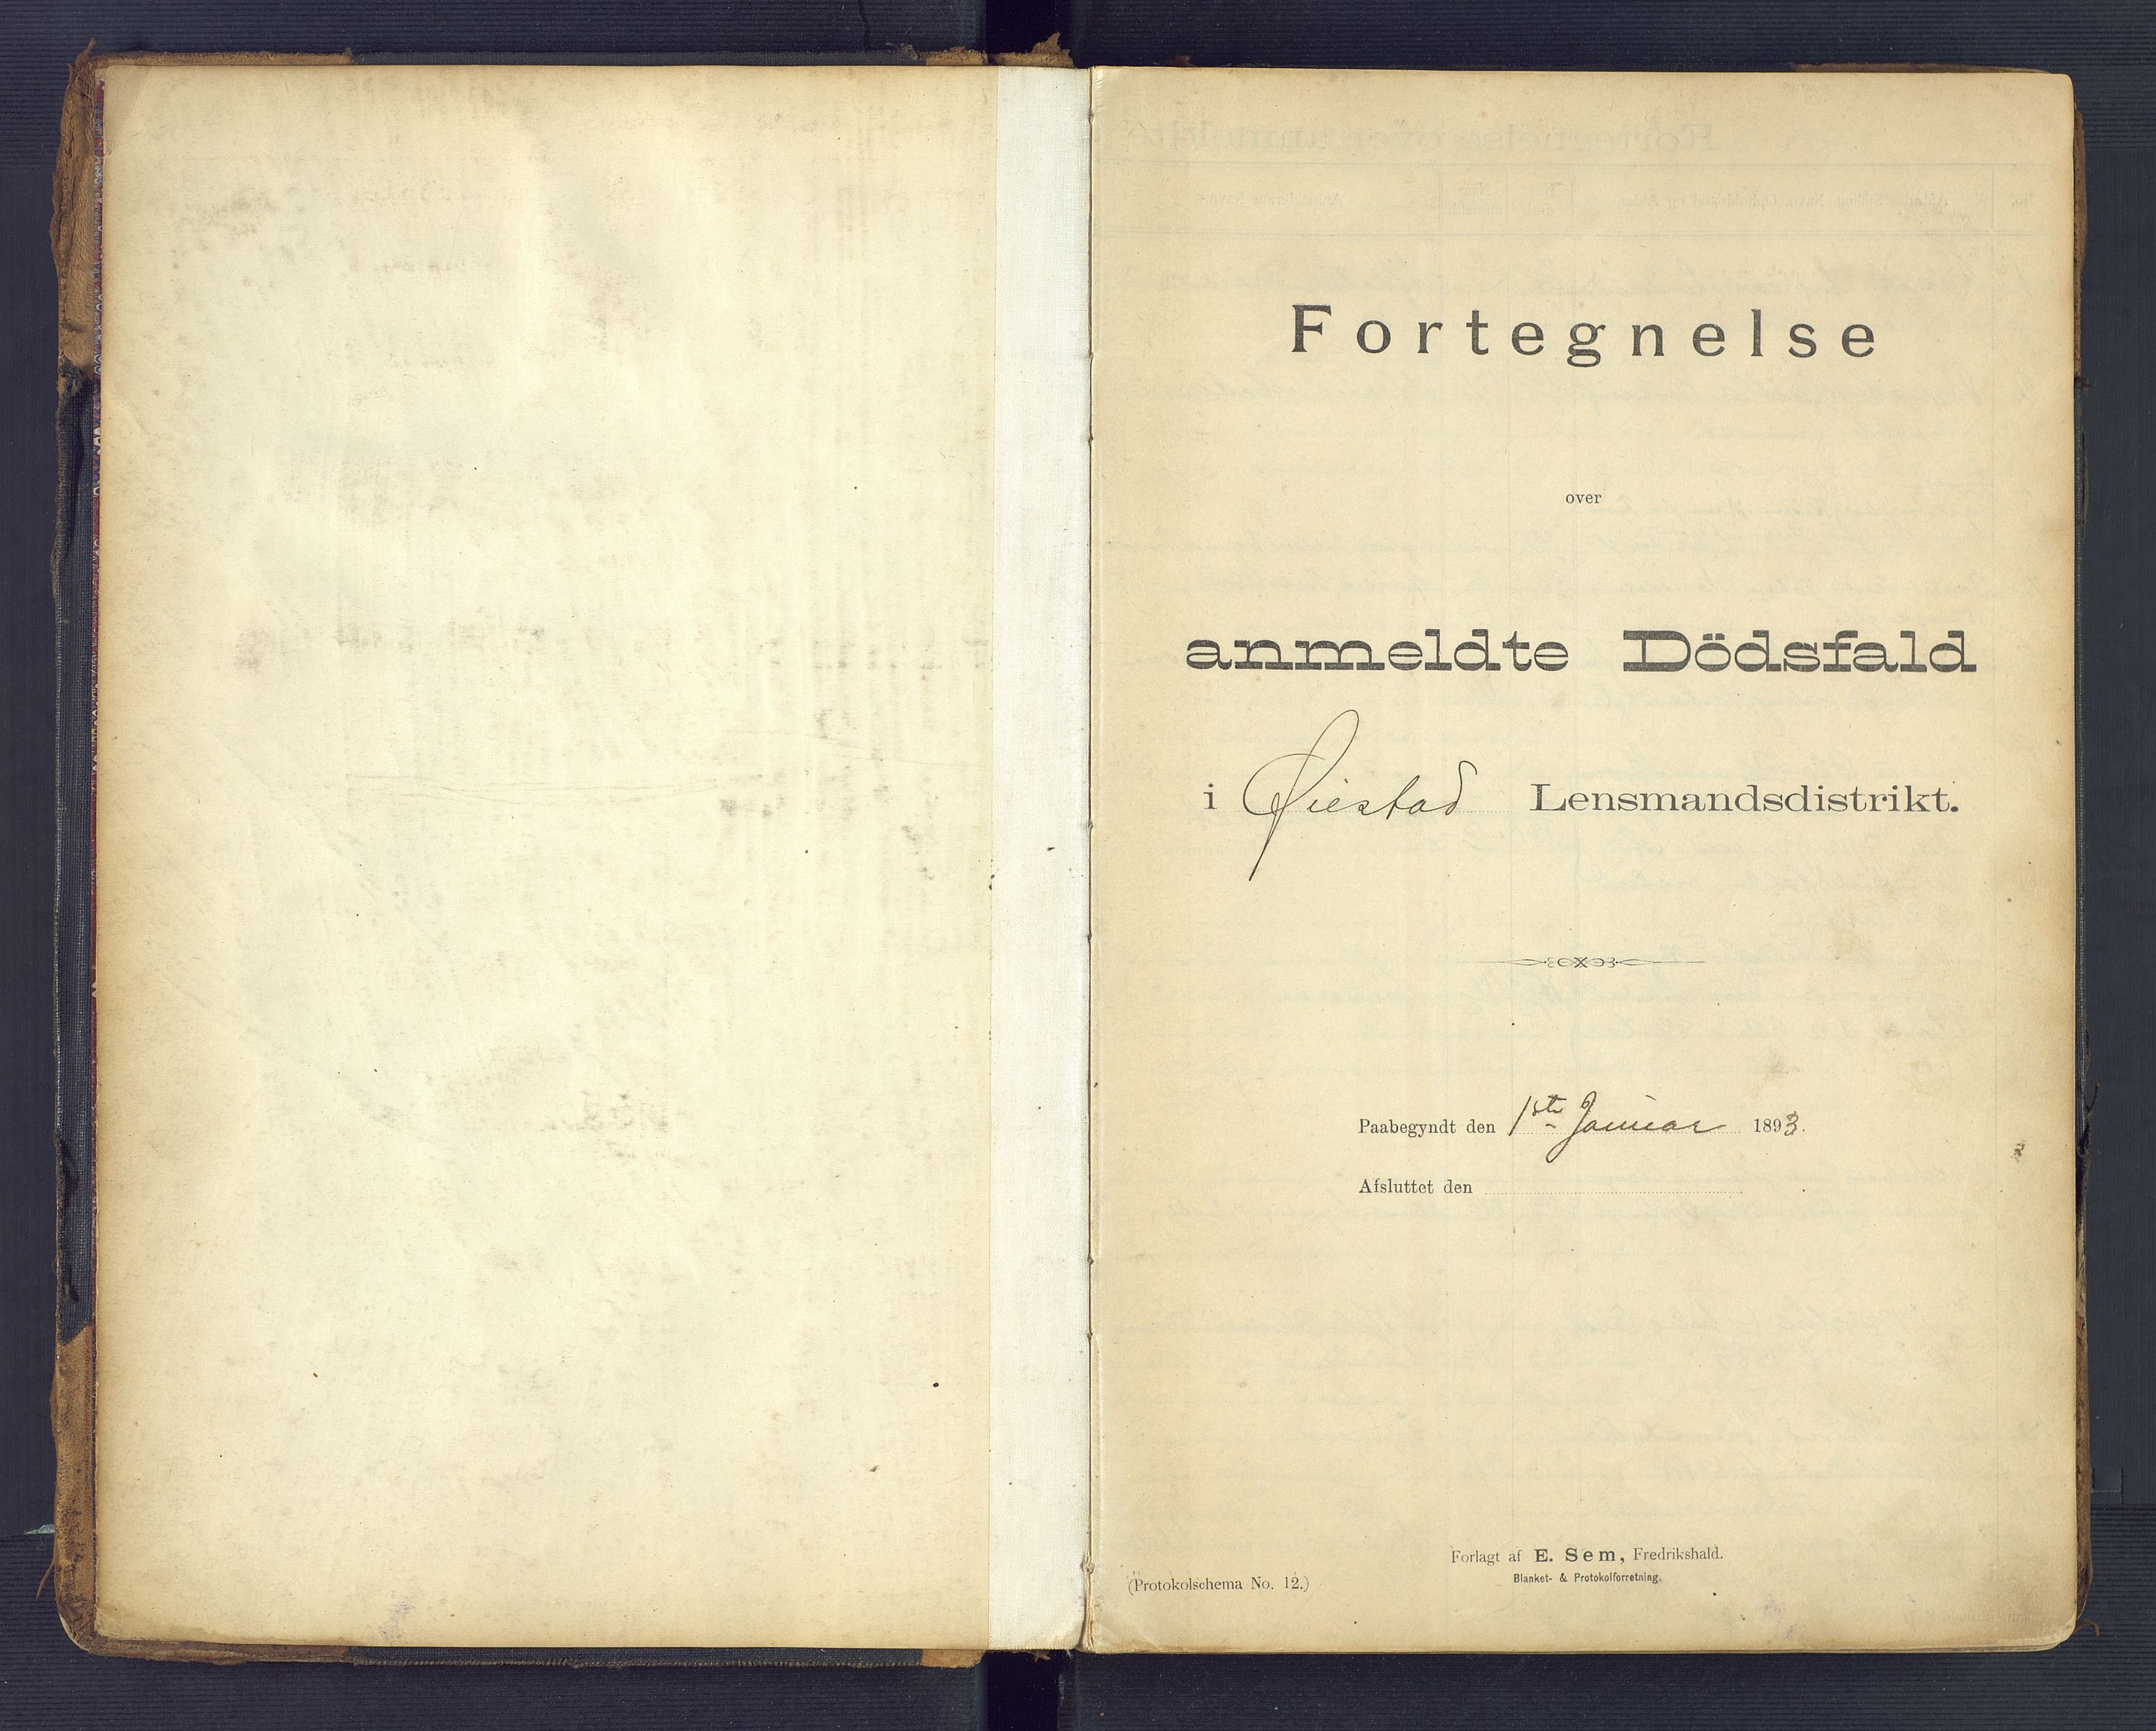 Fortegnelse
over
anmeldte Dödsfald
i Øiestad Lensmandsdistrikt.
Paabegyndt den 1ste Januar 1893.
Afsluttet den
Forlagt af E. Sem, Fredrikshald.
Blanket- & Protokolforretning.
(Protokolschema No. 12.)